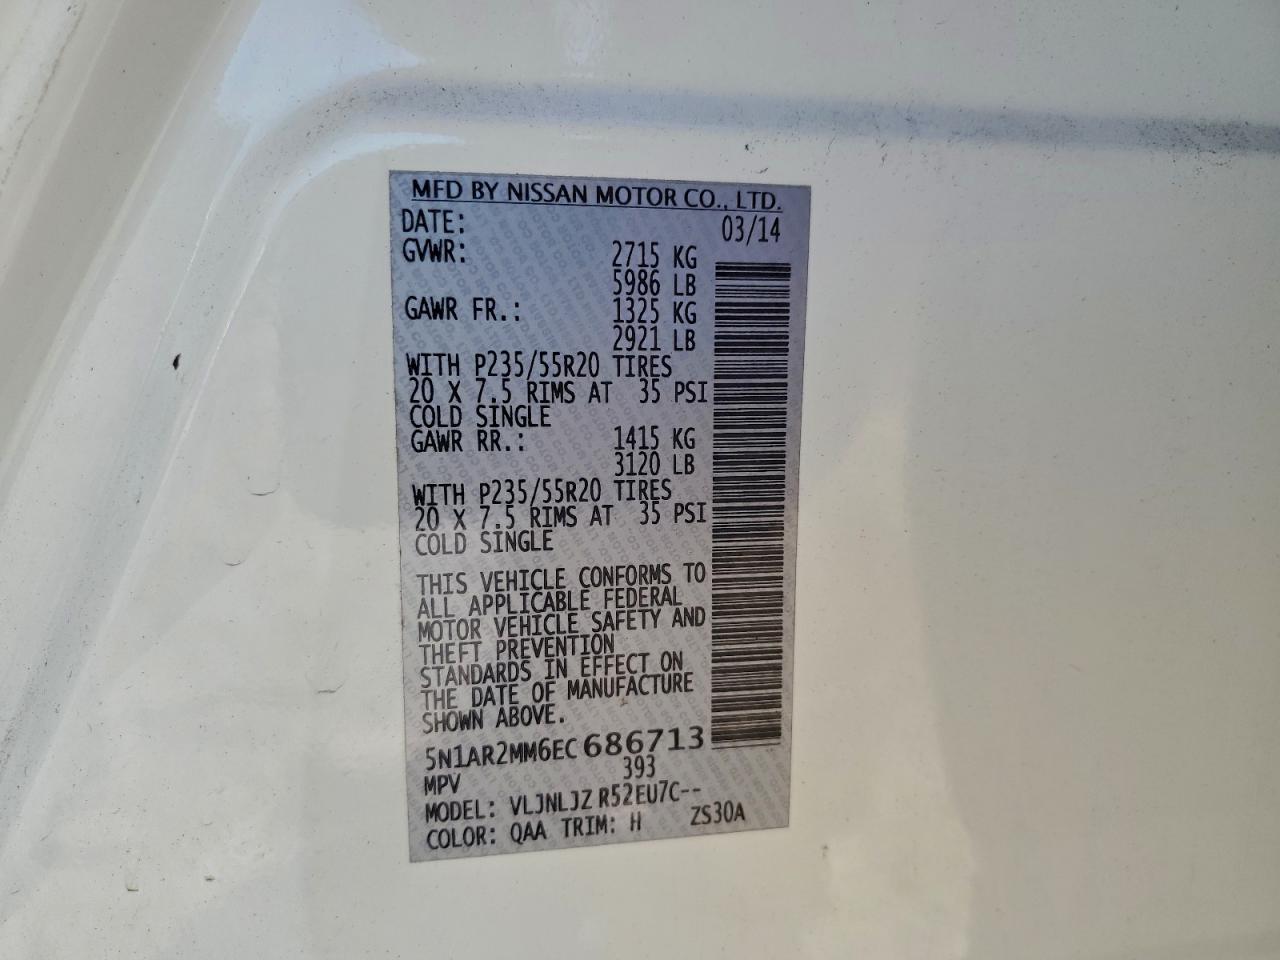 MFD BY NISSAN MOTOR CO., LTD.
DATE: 03/14
GVWR: 2715 KG
5986 LB
GAWR FR.: 1325 KG
2921 LB
WITH P235/55R20 TIRES
20 X 7.5 RIMS AT 35 PSI
COLD SINGLE
GAWR RR.: 1415 KG
3120 LB
WITH P235/55R20 TIRES
20 X 7.5 RIMS AT 35 PSI
COLD SINGLE
THIS VEHICLE CONFORMS TO
ALL APPLICABLE FEDERAL
MOTOR VEHICLE SAFETY AND
THEFT PREVENTION
STANDARDS IN EFFECT ON
THE DATE OF MANUFACTURE
SHOWN ABOVE.
5N1AR2MM6EC686713
MPV 393
MODEL: VLJNLJZ R52EU7C--
COLOR: QAA TRIM: H ZS30A